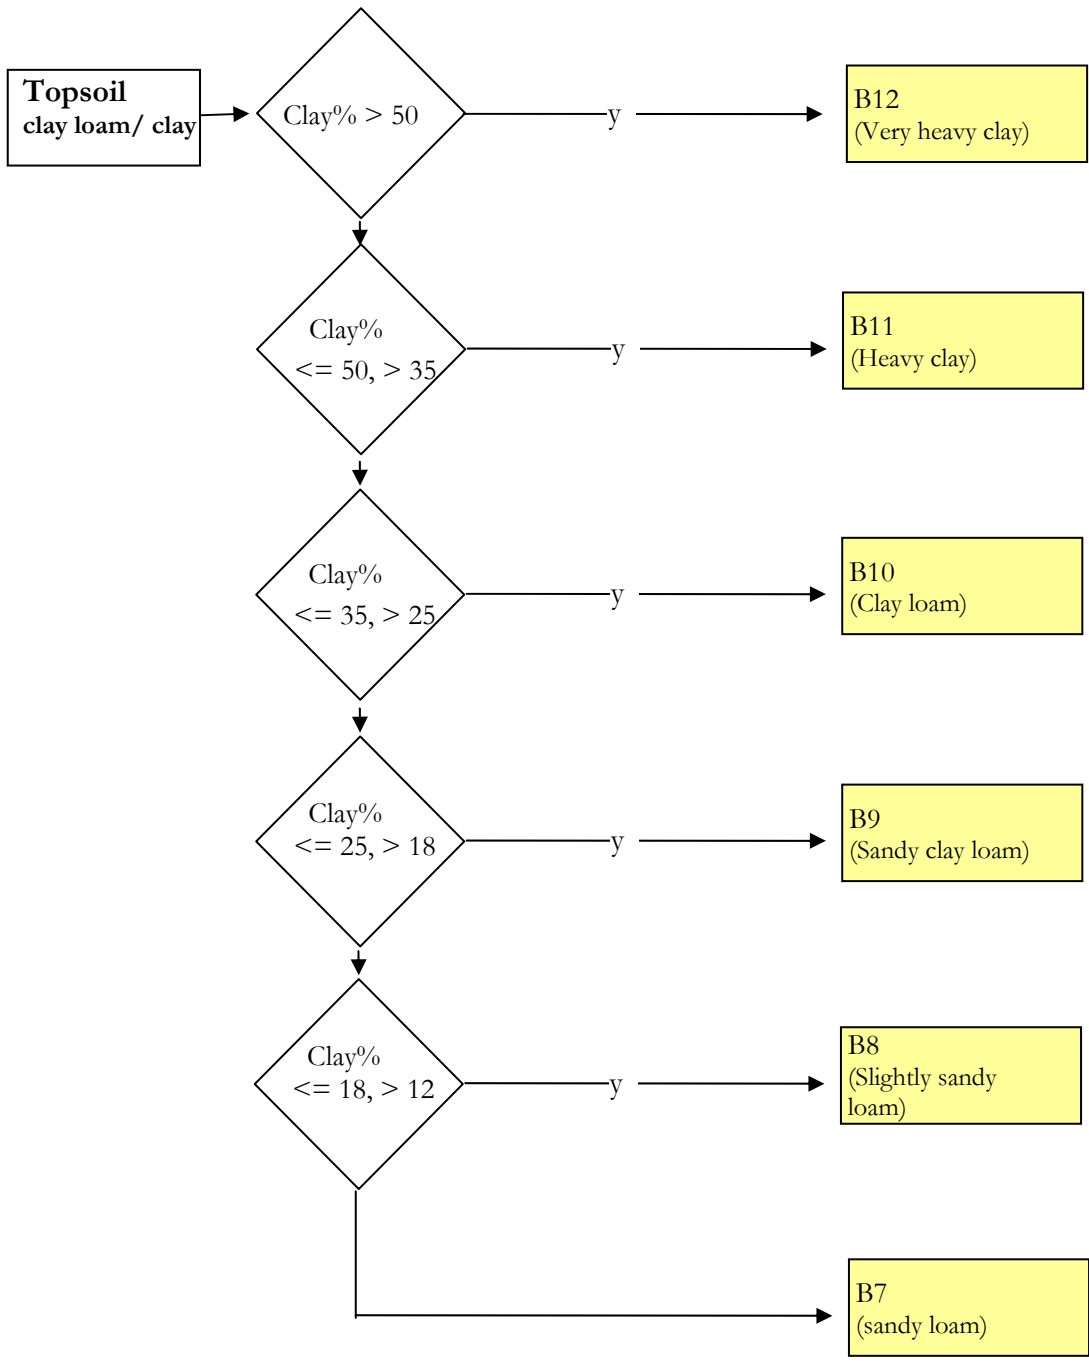 Topsoil
clay loam/ clay
Clay% > 50
y
B12
(Very heavy clay)
Clay%
<= 50, > 35
y
B11
(Heavy clay)
Clay%
<= 35, > 25
y
B10
(Clay loam)
Clay%
<= 25, > 18
y
B9
(Sandy clay loam)
Clay%
<= 18, > 12
y
B8
(Slightly sandy
loam)
B7
(sandy loam)